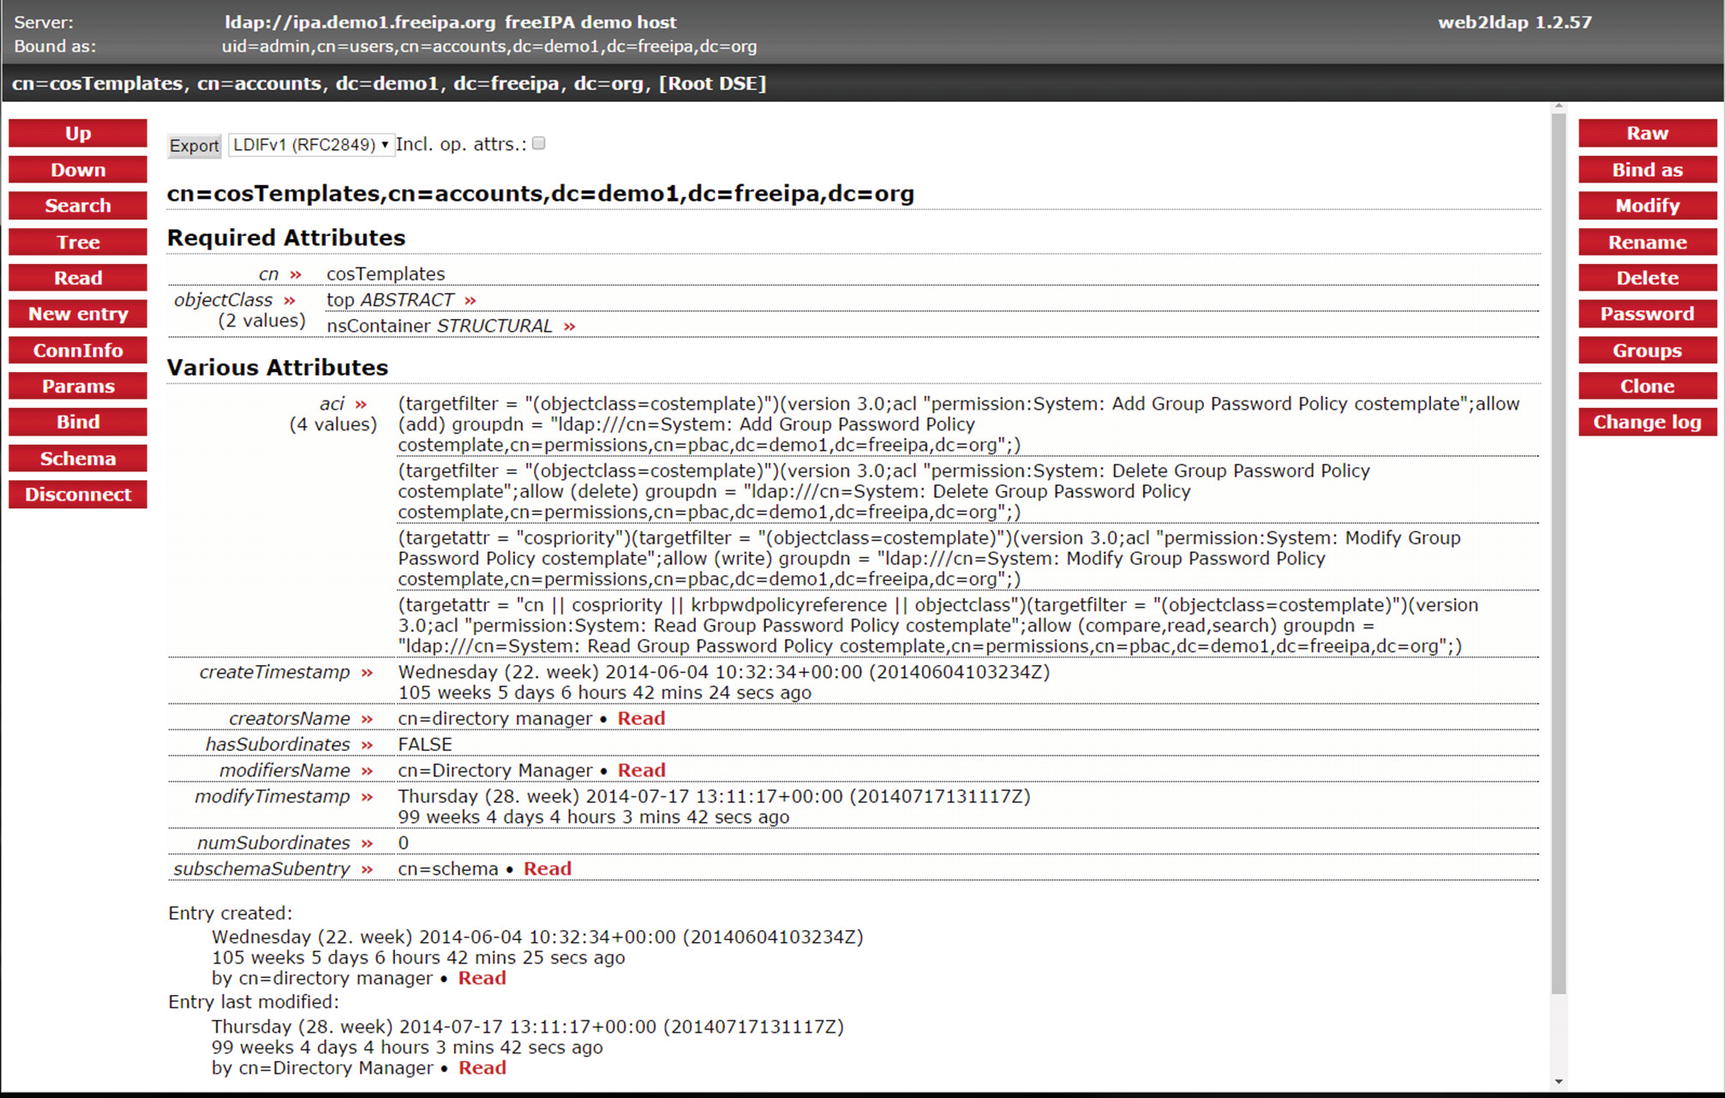 Server: ldap://ipa.demo1.freeipa.org freeIPA demo host web2ldap 1.2.57
Bound as: uid=admin,cn=users,cn=accounts,dc=demo1,dc=freeipa,dc=org
cn=cosTemplates, cn=accounts, dc=demo1, dc=freeipa, dc=org, [Root DSE]
Up
Down
Search
Tree
Read
New entry
ConnInfo
Params
Bind
Schema
Disconnect
Export LDIFv1 (RFC2849) ▾ Incl. op. attrs.:
cn=cosTemplates,cn=accounts,dc=demo1,dc=freeipa,dc=org
Required Attributes
cn » cosTemplates
objectClass » top ABSTRACT »
(2 values) nsContainer STRUCTURAL »
Various Attributes
aci » (targetfilter = "(objectclass=costemplate)")(version 3.0;acl "permission:System: Add Group Password Policy costemplate";allow
(4 values) (add) groupdn = "ldap:///cn=System: Add Group Password Policy
costemplate,cn=permissions,cn=pbac,dc=demo1,dc=freeipa,dc=org";)
(targetfilter = "(objectclass=costemplate)")(version 3.0;acl "permission:System: Delete Group Password Policy
costemplate";allow (delete) groupdn = "ldap:///cn=System: Delete Group Password Policy
costemplate,cn=permissions,cn=pbac,dc=demo1,dc=freeipa,dc=org";)
(targetattr = "cospriority")(targetfilter = "(objectclass=costemplate)")(version 3.0;acl "permission:System: Modify Group
Password Policy costemplate";allow (write) groupdn = "ldap:///cn=System: Modify Group Password Policy
costemplate,cn=permissions,cn=pbac,dc=demo1,dc=freeipa,dc=org";)
(targetattr = "cn || cospriority || krbpwdpolicyreference || objectclass")(targetfilter = "(objectclass=costemplate)")(version
3.0;acl "permission:System: Read Group Password Policy costemplate";allow (compare,read,search) groupdn =
"ldap:///cn=System: Read Group Password Policy costemplate,cn=permissions,cn=pbac,dc=demo1,dc=freeipa,dc=org";)
createTimestamp » Wednesday (22. week) 2014-06-04 10:32:34+00:00 (20140604103234Z)
105 weeks 5 days 6 hours 42 mins 24 secs ago
creatorsName » cn=directory manager • Read
hasSubordinates » FALSE
modifiersName » cn=Directory Manager • Read
modifyTimestamp » Thursday (28. week) 2014-07-17 13:11:17+00:00 (20140717131117Z)
99 weeks 4 days 4 hours 3 mins 42 secs ago
numSubordinates » 0
subschemaSubentry » cn=schema • Read
Entry created:
Wednesday (22. week) 2014-06-04 10:32:34+00:00 (20140604103234Z)
105 weeks 5 days 6 hours 42 mins 25 secs ago
by cn=directory manager • Read
Entry last modified:
Thursday (28. week) 2014-07-17 13:11:17+00:00 (20140717131117Z)
99 weeks 4 days 4 hours 3 mins 42 secs ago
by cn=Directory Manager • Read
Raw
Bind as
Modify
Rename
Delete
Password
Groups
Clone
Change log